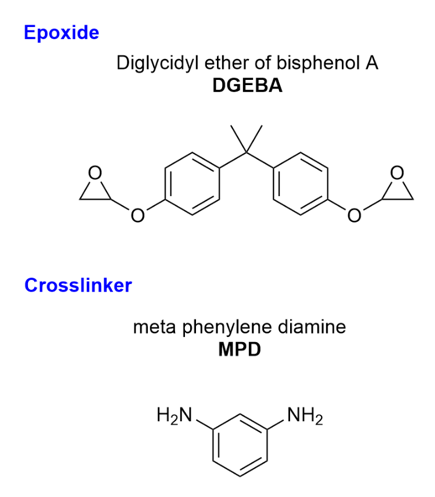 Epoxide
Diglycidyl ether of bisphenol A
DGEBA
O
O
O
O
Crosslinker
meta phenylene diamine
MPD
H₂N
NH₂